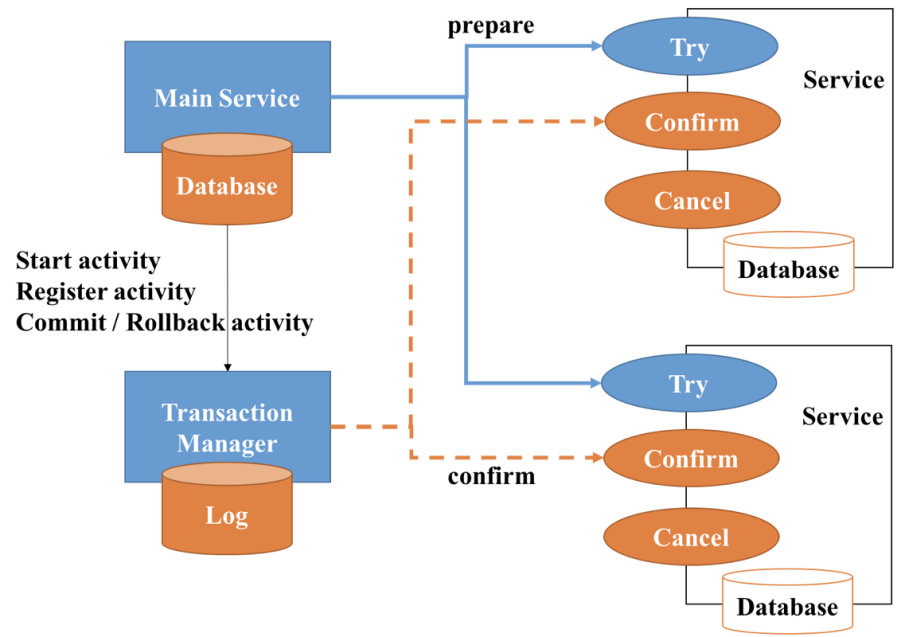 prepare
Main Service
Database
Start activity
Register activity
Commit / Rollback activity
Transaction
Manager
Log
confirm
Try
Service
Confirm
Cancel
Database
Try
Service
Confirm
Cancel
Database